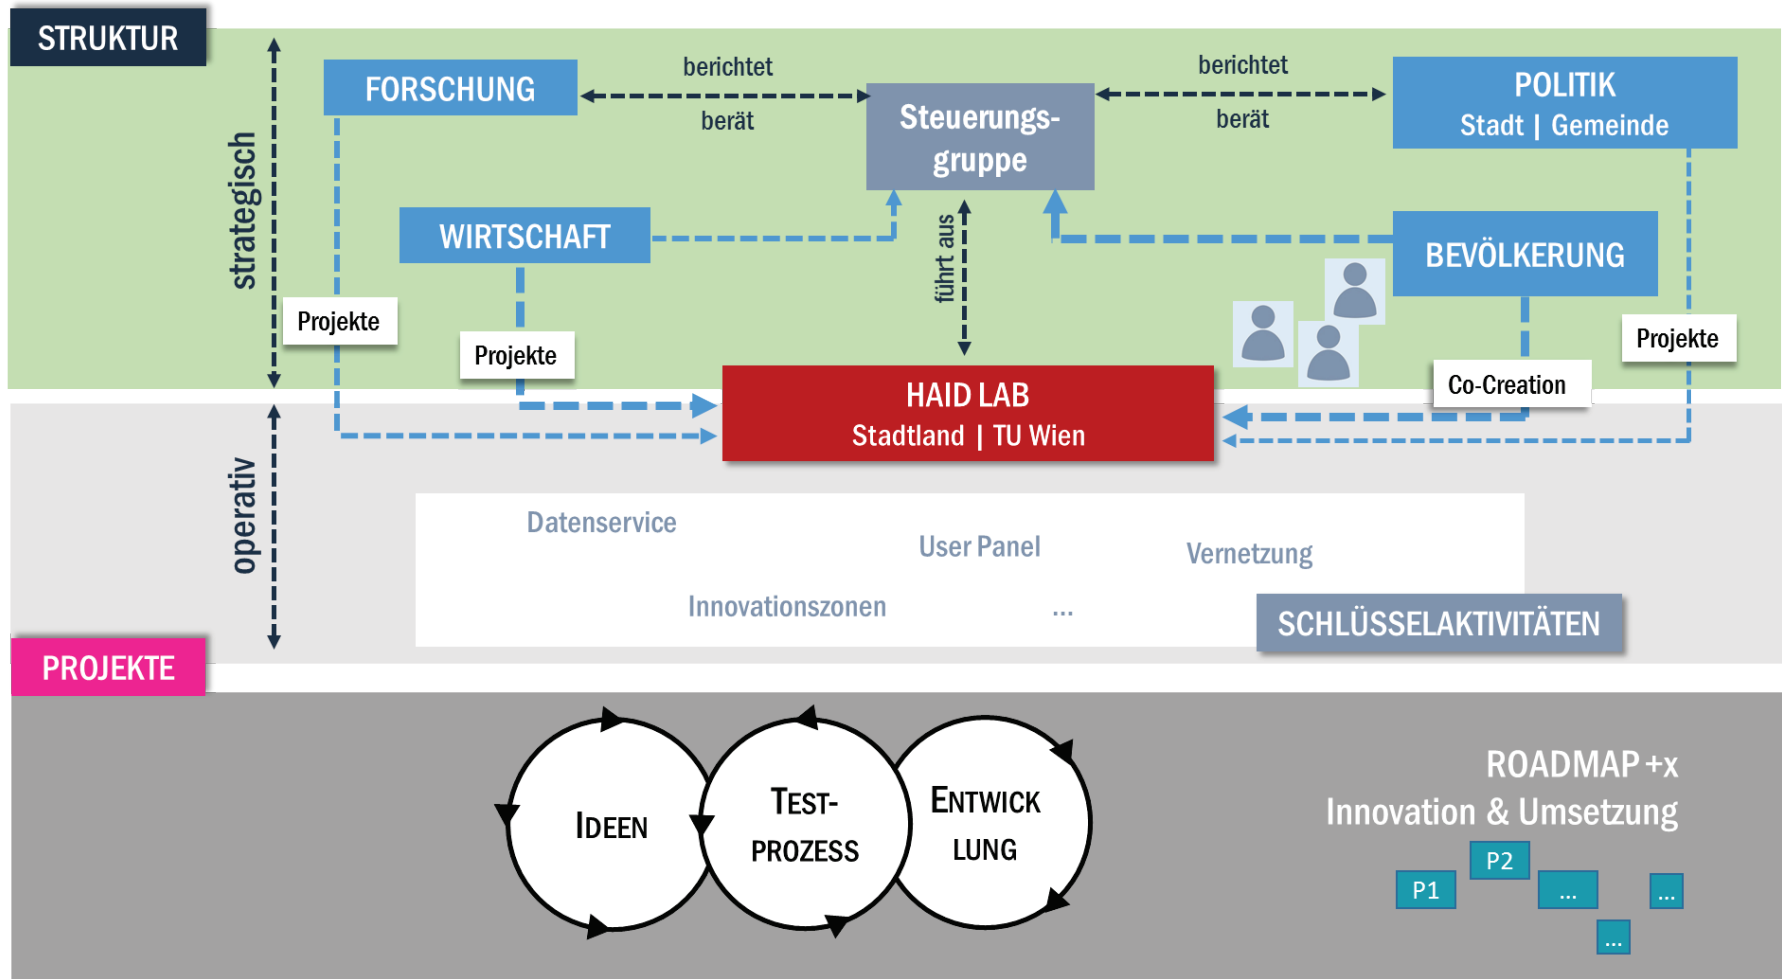 STRUKTUR
FORSCHUNG
berichtet
berät
Steuerungs-
gruppe
berichtet
berät
POLITIK
Stadt | Gemeinde
strategisch
WIRTSCHAFT
führt aus
BEVÖLKERUNG
Projekte
Projekte
Projekte
Co-Creation
HAID LAB
Stadtland | TU Wien
operativ
Datenservice
User Panel
Vernetzung
Innovationszonen
...
SCHLÜSSELAKTIVITÄTEN
PROJEKTE
IDEEN
TEST-
PROZESS
ENTWICK
LUNG
ROADMAP +x
Innovation & Umsetzung
P1
P2
...
...
...